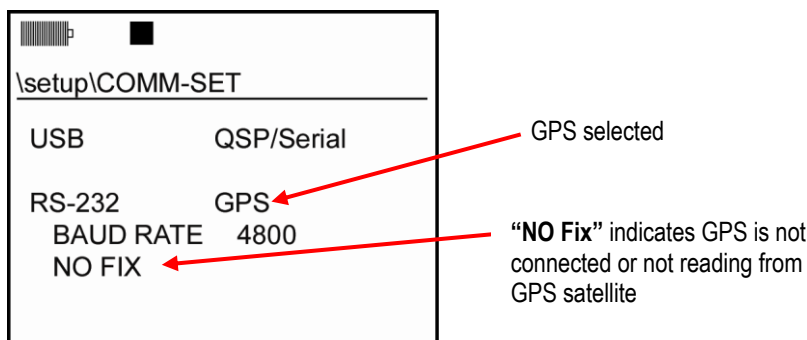 \setup\COMM-SET
USB QSP/Serial
GPS selected
RS-232 GPS
BAUD RATE 4800
NO FIX
“NO Fix” indicates GPS is not
connected or not reading from
GPS satellite